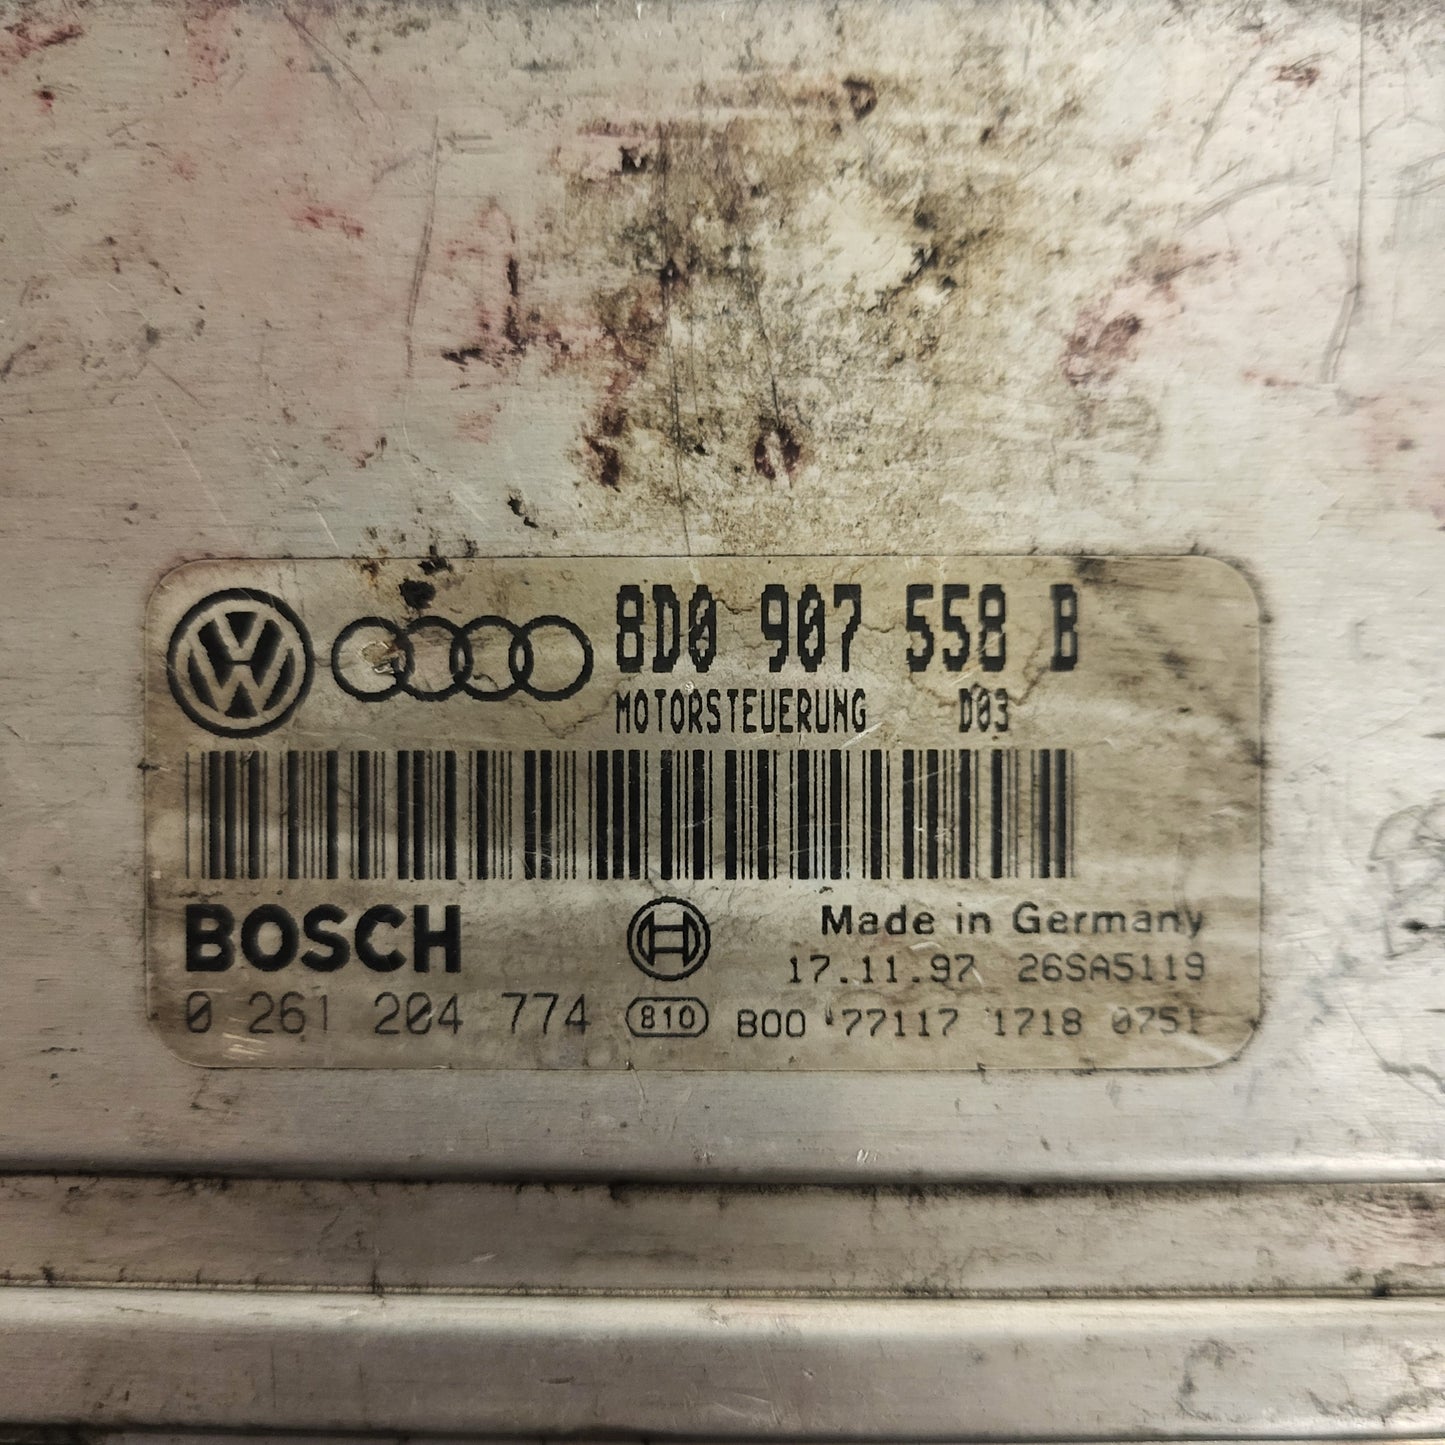 8D0 907 558 B
MOTORSTEUERUNG D03
BOSCH
Made in Germany
17.11.97 26SA5119
0 261 204 774 810 B00 77117 1718 0751